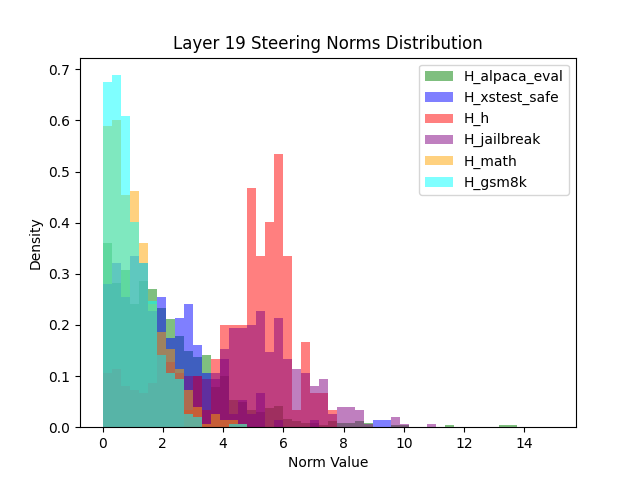 Layer 19 Steering Norms Distribution
H_alpaca_eval
H_xstest_safe
H_h
H_jailbreak
H_math
H_gsm8k
Density
0.7
0.6
0.5
0.4
0.3
0.2
0.1
0.0
0 2 4 6 8 10 12 14
Norm Value